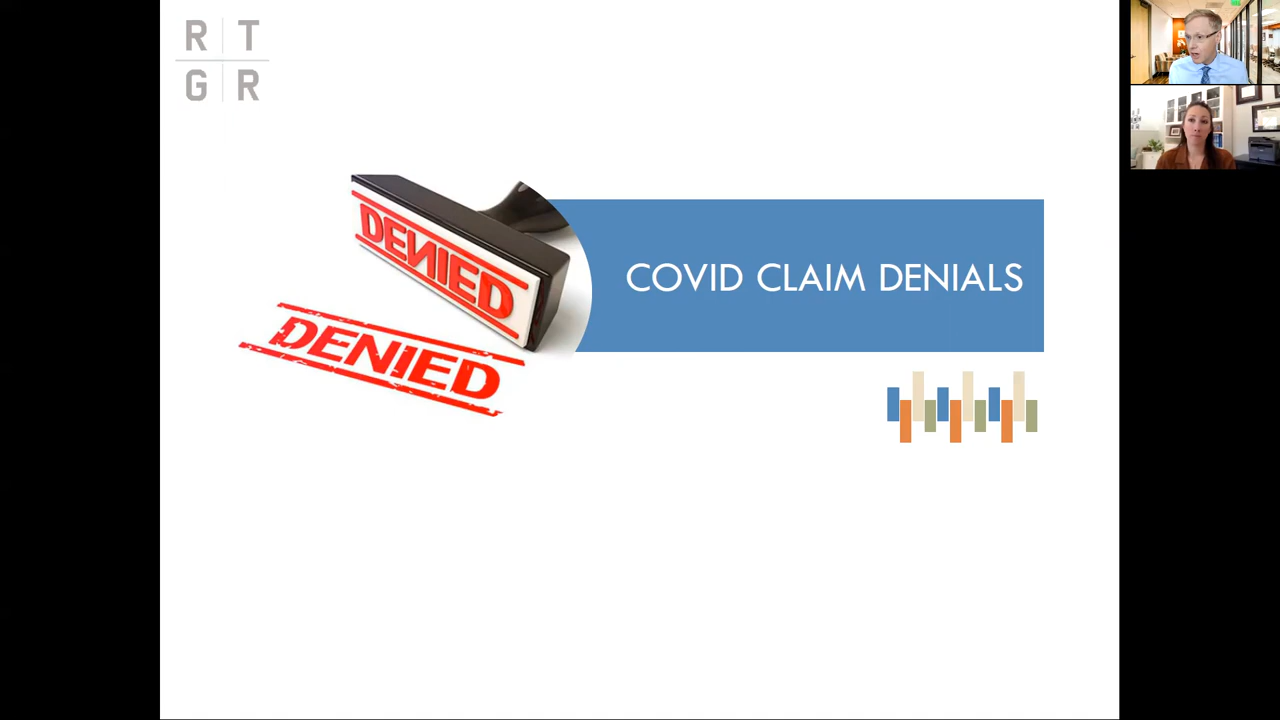 R T
G R
DENIED
DENIED
COVID CLAIM DENIALS